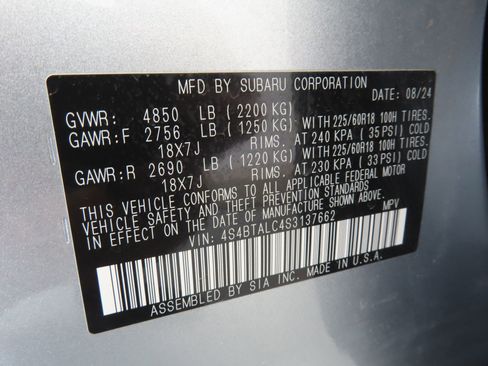 MFD BY SUBARU CORPORATION
DATE: 08/24
GVWR: 4850 LB (2200 KG)
GAWR:F 2756 LB (1250 KG) WITH 225/60R18 100H TIRES.
18X7J RIMS. AT 240 KPA (35 PSI) COLD
GAWR:R 2690 LB (1220 KG) WITH 225/60R18 100H TIRES.
18X7J RIMS. AT 230 KPA (33 PSI) COLD
THIS VEHICLE CONFORMS TO ALL APPLICABLE FEDERAL MOTOR
VEHICLE SAFETY AND THEFT PREVENTION STANDARDS
IN EFFECT ON THE DATE OF MANUFACTURE SHOWN ABOVE.
VIN: 4S4BTALC4S3137662 MPV
ASSEMBLED BY SIA INC. MADE IN U.S.A.